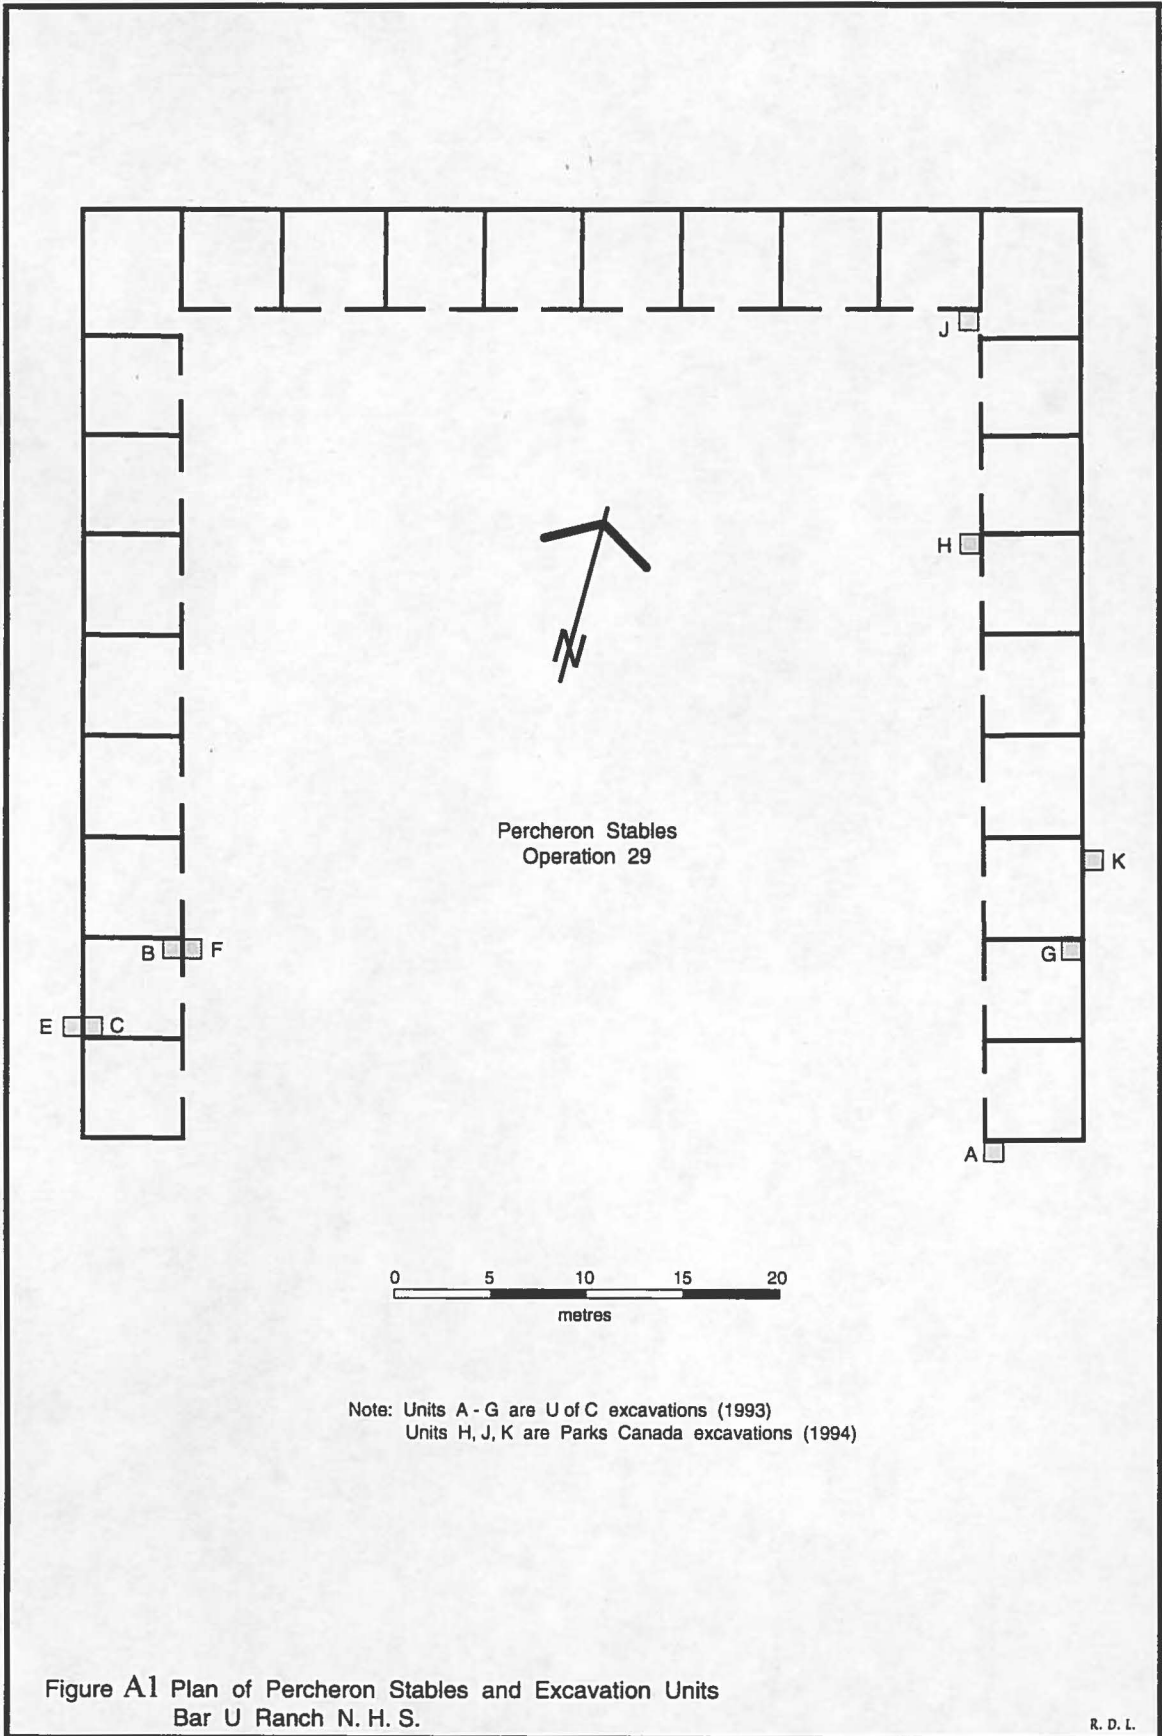 J
H
N
Percheron Stables
Operation 29
K
B F
G
E C
A
0 5 10 15 20
metres
Note: Units A - G are U of C excavations (1993)
Units H, J, K are Parks Canada excavations (1994)
Figure A1 Plan of Percheron Stables and Excavation Units
Bar U Ranch N. H. S.
R. D. L.